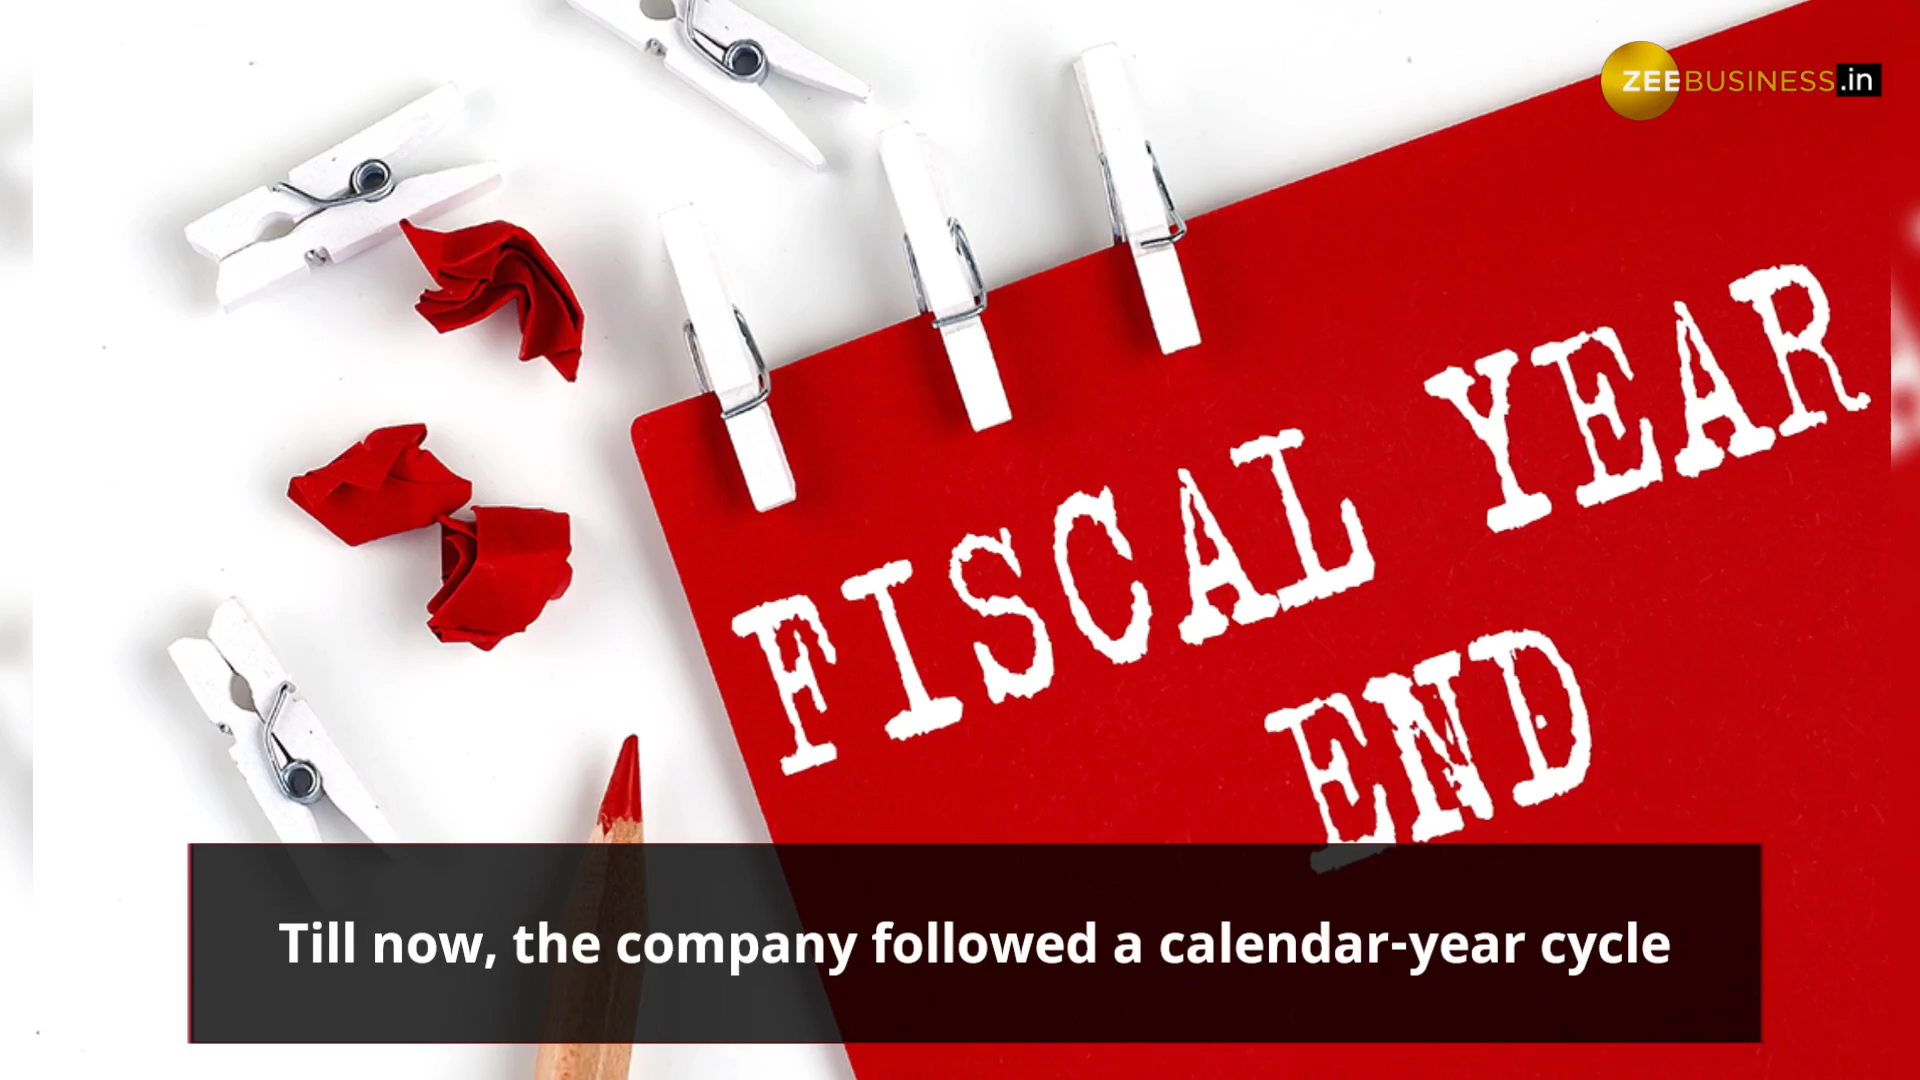 ZEEBUSINESS.in
FISCAL YEAR
END
Till now, the company followed a calendar-year cycle